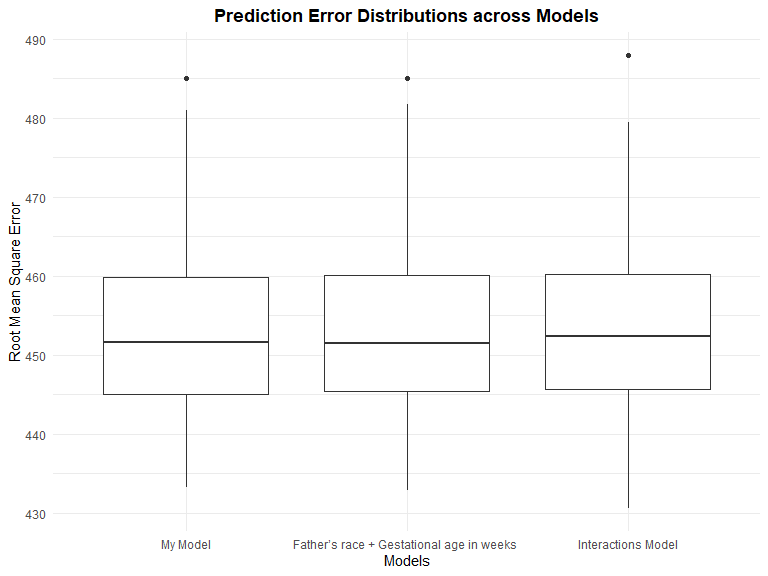 Prediction Error Distributions across Models
490
480
470
460
450
440
430
Root Mean Square Error
My Model
Father's race + Gestational age in weeks
Interactions Model
Models